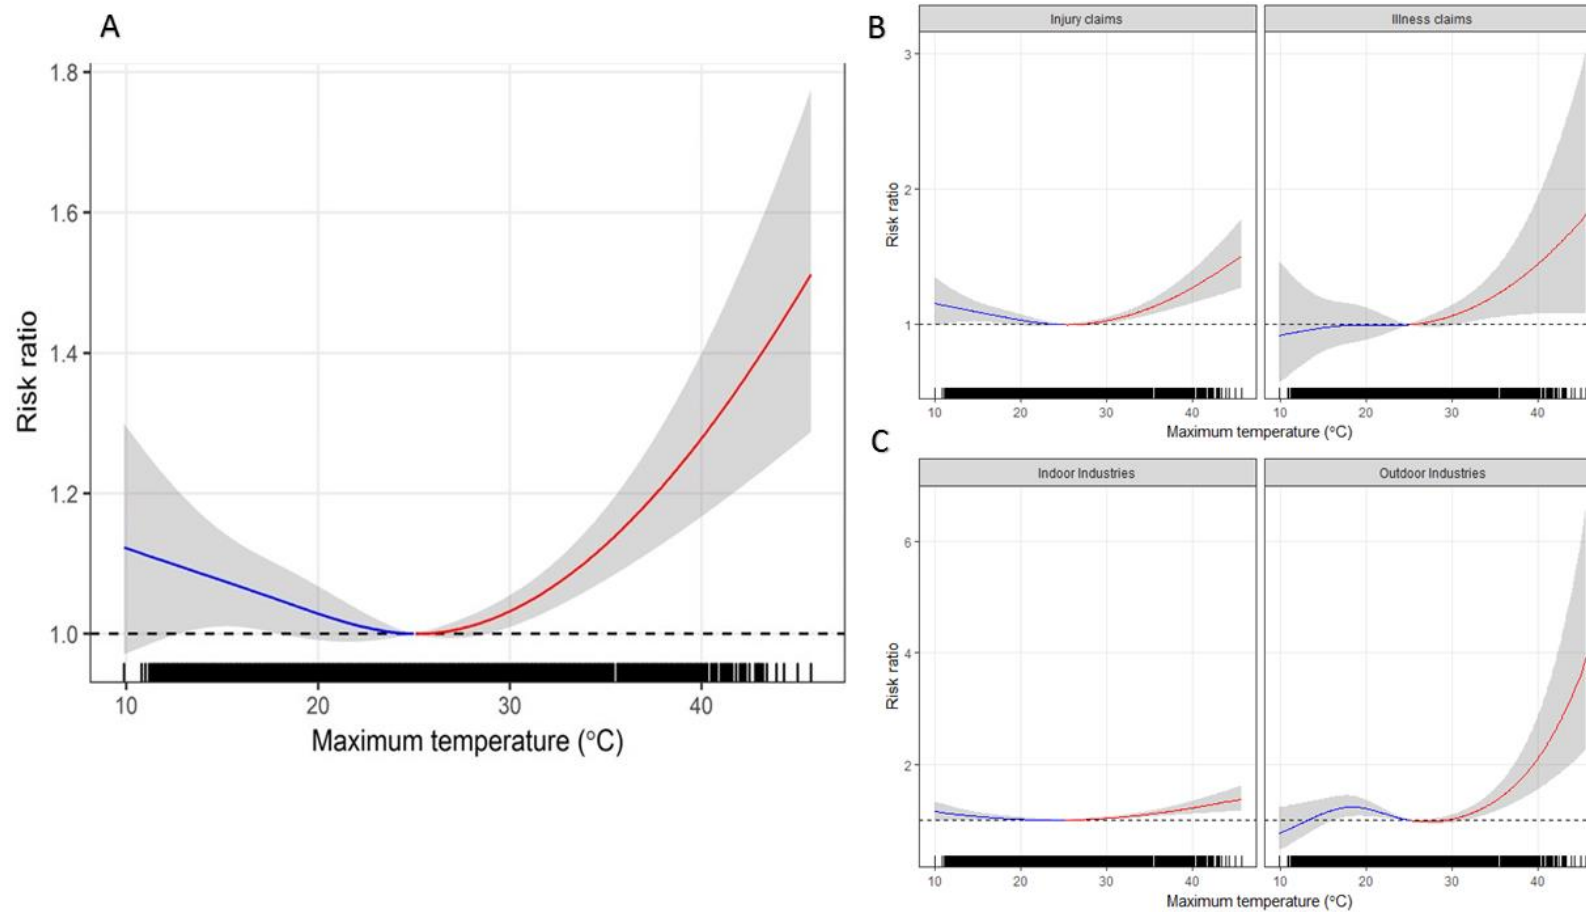 A
1.8
1.6
1.4
1.2
1.0
Risk ratio
10 20 30 40
Maximum temperature (°C)
B
Injury claims Illness claims
3
2
1
Risk ratio
10 20 30 40 10 20 30 40
Maximum temperature (°C)
C
Indoor Industries Outdoor Industries
6
4
2
Risk ratio
10 20 30 40 10 20 30 40
Maximum temperature (°C)